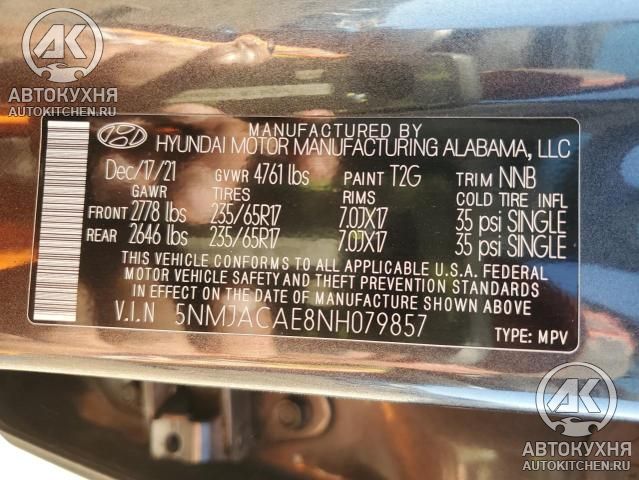 AK
АВТОКУХНЯ
AUTOKITCHEN.RU
MANUFACTURED BY
HYUNDAI MOTOR MANUFACTURING ALABAMA, LLC
Dec/17/21 GVWR 4761 lbs PAINT T2G TRIM NNB
GAWR TIRES RIMS COLD TIRE INFL
FRONT 2778 lbs 235/65R17 7.0JX17 35 psi SINGLE
REAR 2646 lbs 235/65R17 7.0JX17 35 psi SINGLE
THIS VEHICLE CONFORMS TO ALL APPLICABLE U.S.A. FEDERAL
MOTOR VEHICLE SAFETY AND THEFT PREVENTION STANDARDS
IN EFFECT ON THE DATE OF MANUFACTURE SHOWN ABOVE.
V.I.N 5NMJACAE8NH079857
TYPE: MPV
AK
АВТОКУХНЯ
AUTOKITCHEN.RU